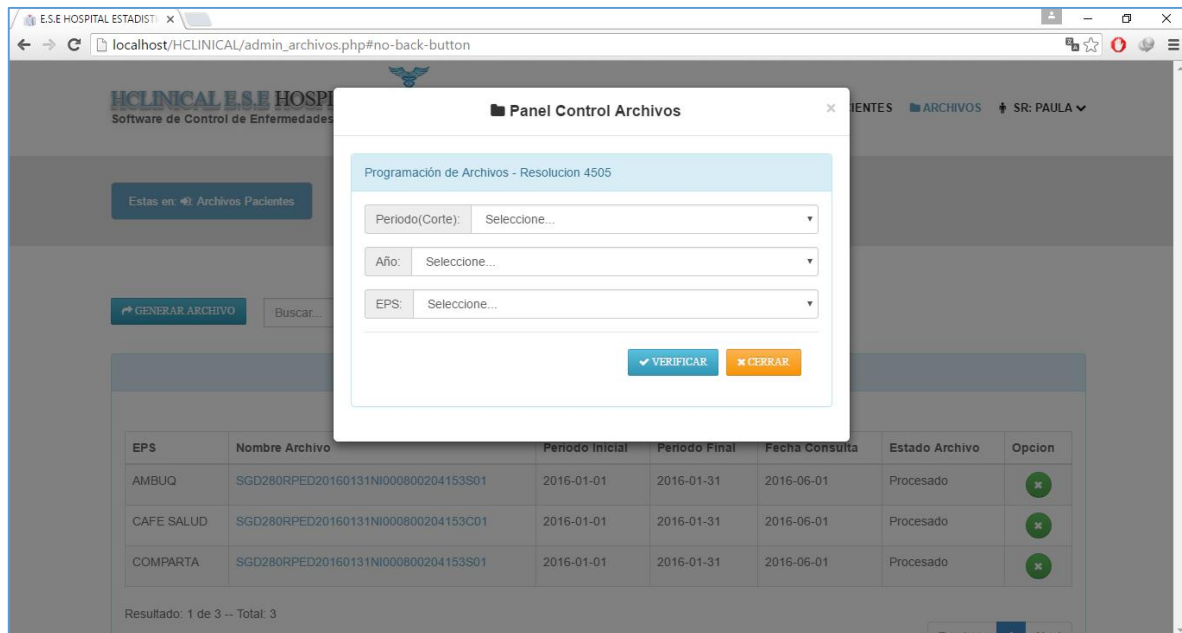 E.S.E HOSPITAL ESTADIST
localhost/HCLINICAL/admin_archivos.php#no-back-button
HCLINICAL E.S.E HOSPI
Software de Control de Enfermedades
IENTES ARCHIVOS SR: PAULA
Panel Control Archivos ×
Programación de Archivos - Resolucion 4505
Estas en: Archivos Pacientes
Periodo(Corte): Seleccione...
Año: Seleccione...
EPS: Seleccione...
GENERAR ARCHIVO Buscar...
VERIFICAR CERRAR
EPS Nombre Archivo Periodo Inicial Periodo Final Fecha Consulta Estado Archivo Opcion
AMBUQ SGD280RPED20160131NI000800204153S01 2016-01-01 2016-01-31 2016-06-01 Procesado
CAFE SALUD SGD280RPED20160131NI000800204153C01 2016-01-01 2016-01-31 2016-06-01 Procesado
COMPARTA SGD280RPED20160131NI000800204153S01 2016-01-01 2016-01-31 2016-06-01 Procesado
Resultado: 1 de 3 -- Total: 3